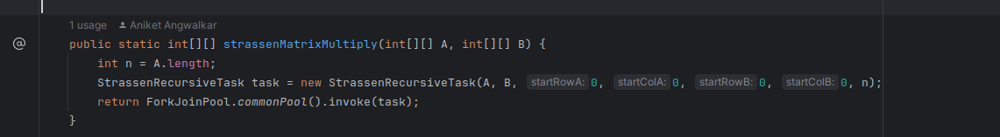 1 usage Aniket Angwalkar
public static int[][] strassenMatrixMultiply(int[][] A, int[][] B) {
int n = A.length;
StrassenRecursiveTask task = new StrassenRecursiveTask(A, B, startRowA: 0, startColA: 0, startRowB: 0, startColB: 0, n);
return ForkJoinPool.commonPool().invoke(task);
}